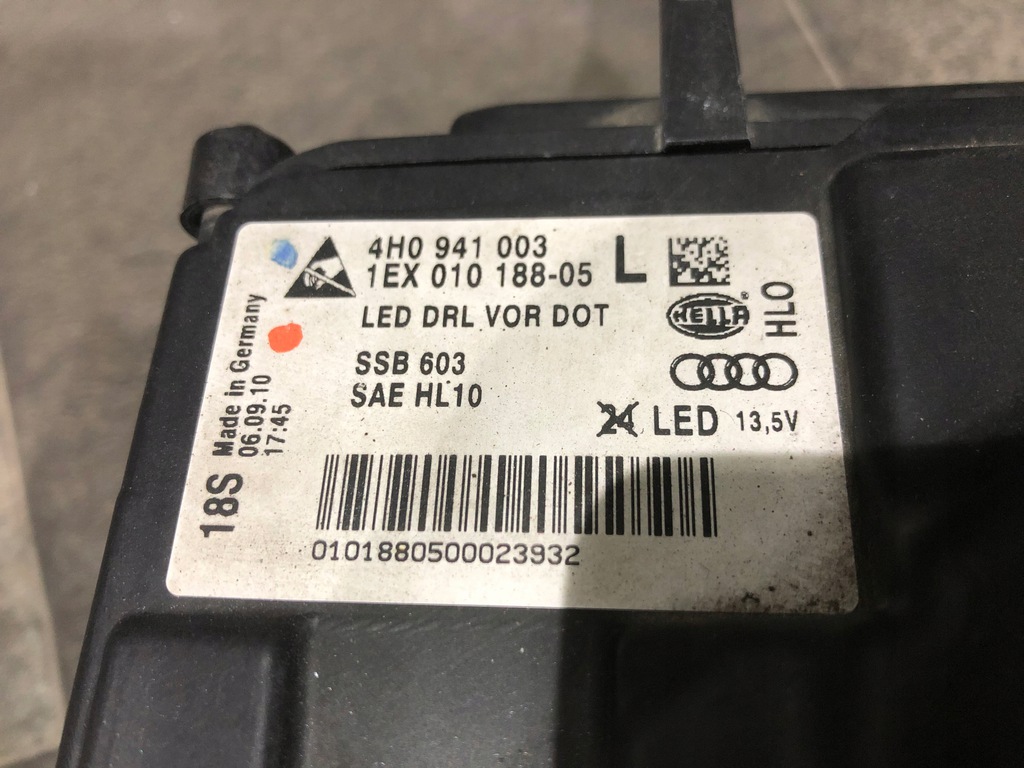 4H0 941 003
1EX 010 188-05
L
LED DRL VOR DOT
HELLA®
HLO
SSB 603
SAE HL10
24 LED 13,5V
Made in Germany
06.09.10
17:45
18S
0101880500023932